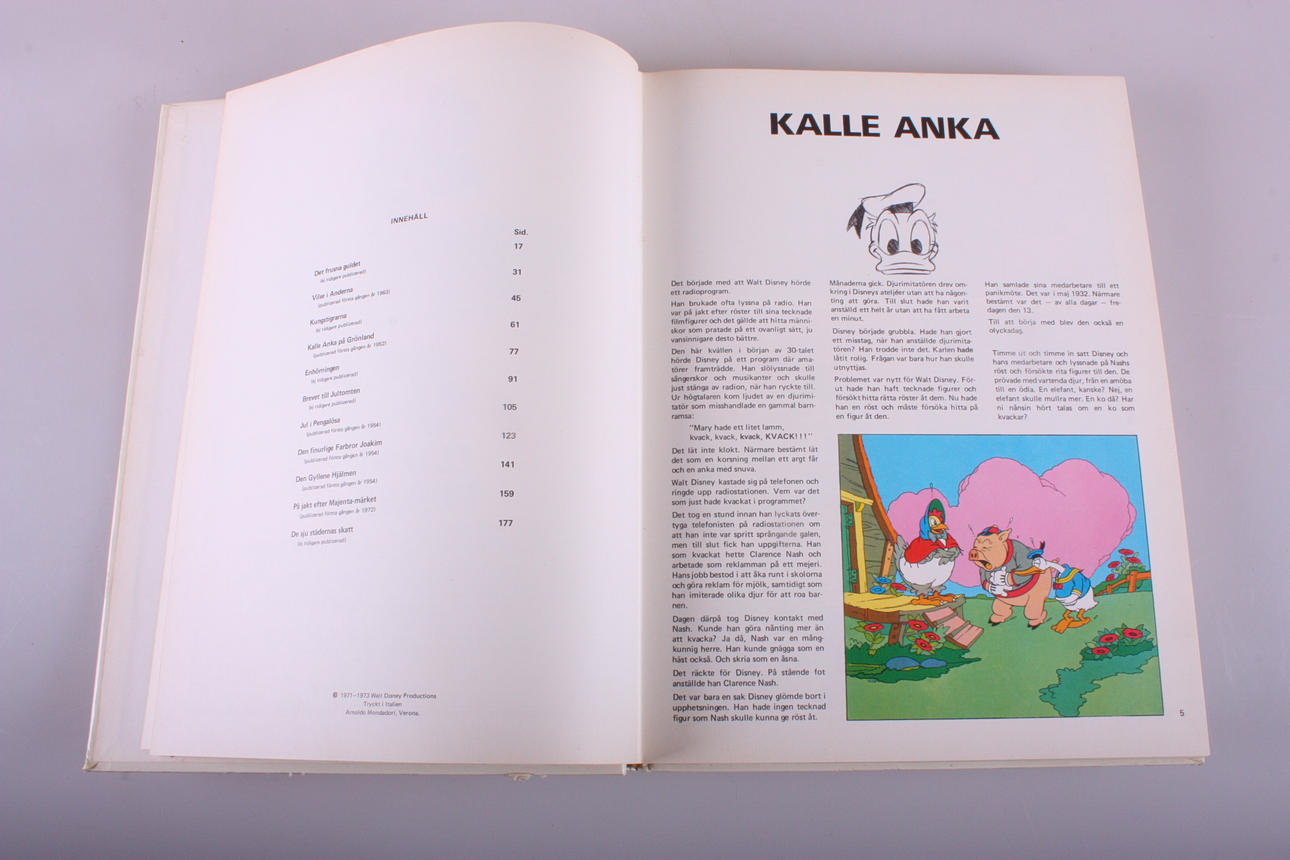 INNEHÅLL
Sid.
Det frusna guldet 17
(ej tidigare publicerad)
Vilse i Anderna 31
(publicerad första gången år 1963)
Kungstigrarna 45
(ej tidigare publicerad)
Kalle Anka på Grönland 61
(publicerad första gången år 1952)
Enhörningen 77
(ej tidigare publicerad)
Brevet till Jultomten 91
(ej tidigare publicerad)
Jul i Pengalösa 105
(publicerad första gången år 1954)
Den finurlige Farbror Joakim 123
(publicerad första gången år 1954)
Den Gyllene Hjälmen 141
(publicerad första gången år 1954)
På jakt efter Majenta-märket 159
(publicerad första gången år 1972)
De sju städernas skatt 177
(ej tidigare publicerad)
© 1971–1973 Walt Disney Productions
Tryckt i Italien
Arnoldo Mondadori, Verona.
KALLE ANKA
Det började med att Walt Disney hörde
ett radioprogram.
Han brukade ofta lyssna på radio. Han
var på jakt efter röster till sina tecknade
filmfigurer och det gällde att hitta männi-
skor som pratade på ett ovanligt sätt, ju
vansinnigare desto bättre.
Den här kvällen i början av 30-talet
hörde Disney på ett program där ama-
törer framträdde. Han slölyssnade till
sångerskor och musikanter och skulle
just stänga av radion, när han ryckte till.
Ur högtalaren kom ljudet av en djurimi-
tatör som misshandlade en gammal barn-
ramsa:
"Mary hade ett litet lamm,
kvack, kvack, kvack, KVACK!!!"
Det lät inte klokt. Närmare bestämt lät
det som en korsning mellan ett argt får
och en anka med snuva.
Walt Disney kastade sig på telefonen och
ringde upp radiostationen. Vem var det
som just hade kvackat i programmet?
Det tog en stund innan han lyckats över-
tyga telefonisten på radiostationen om
att han inte var spritt språngande galen,
men till slut fick han uppgifterna. Han
som kvackat hette Clarence Nash och
arbetade som reklamman på ett mejeri.
Hans jobb bestod i att åka runt i skolorna
och göra reklam för mjölk, samtidigt som
han imiterade olika djur för att roa bar-
nen.
Dagen därpå tog Disney kontakt med
Nash. Kunde han göra nånting mer än
att kvacka? Ja då, Nash var en mång-
kunnig herre. Han kunde gnägga som en
häst också. Och skria som en åsna.
Det räckte för Disney. På stående fot
anställde han Clarence Nash.
Det var bara en sak Disney glömde bort i
upphetsningen. Han hade ingen tecknad
figur som Nash skulle kunna ge röst åt.
Månaderna gick. Djurimitatören drev om-
kring i Disneys ateljéer utan att ha någon-
ting att göra. Till slut hade han varit
anställd ett helt år utan att ha fått arbeta
en minut.
Disney började grubbla. Hade han gjort
ett misstag, när han anställde djurimita-
tören? Han trodde inte det. Karlen hade
låtit rolig. Frågan var bara hur han skulle
utnyttjas.
Problemet var nytt för Walt Disney. För-
ut hade han haft tecknade figurer och
försökt hitta rätta röster åt dem. Nu hade
han en röst och måste försöka hitta på
en figur åt den.
Han samlade sina medarbetare till ett
panikmöte. Det var i maj 1932. Närmare
bestämt var det — av alla dagar — fre-
dagen den 13.
Till att börja med blev den också en
olycksdag.
Timme ut och timme in satt Disney och
hans medarbetare och lyssnade på Nashs
röst och försökte rita figurer till den. De
prövade med vartenda djur, från en amöba
till en ödla. En elefant, kanske? Nej, en
elefant skulle mullra mer. En ko då? Har
ni nånsin hört talas om en ko som
kvackar?
5